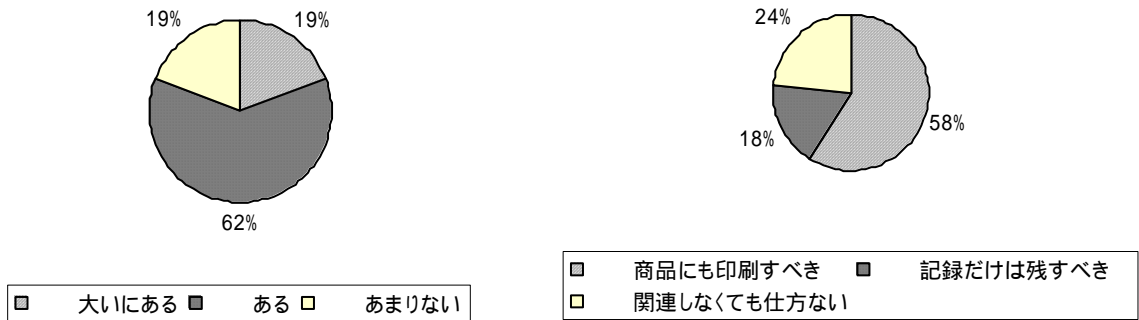 19% 19%
62%
大いにある ある あまりない
24%
58%
18%
商品にも印刷すべき 記録だけは残すべき
関連しなくても仕方ない